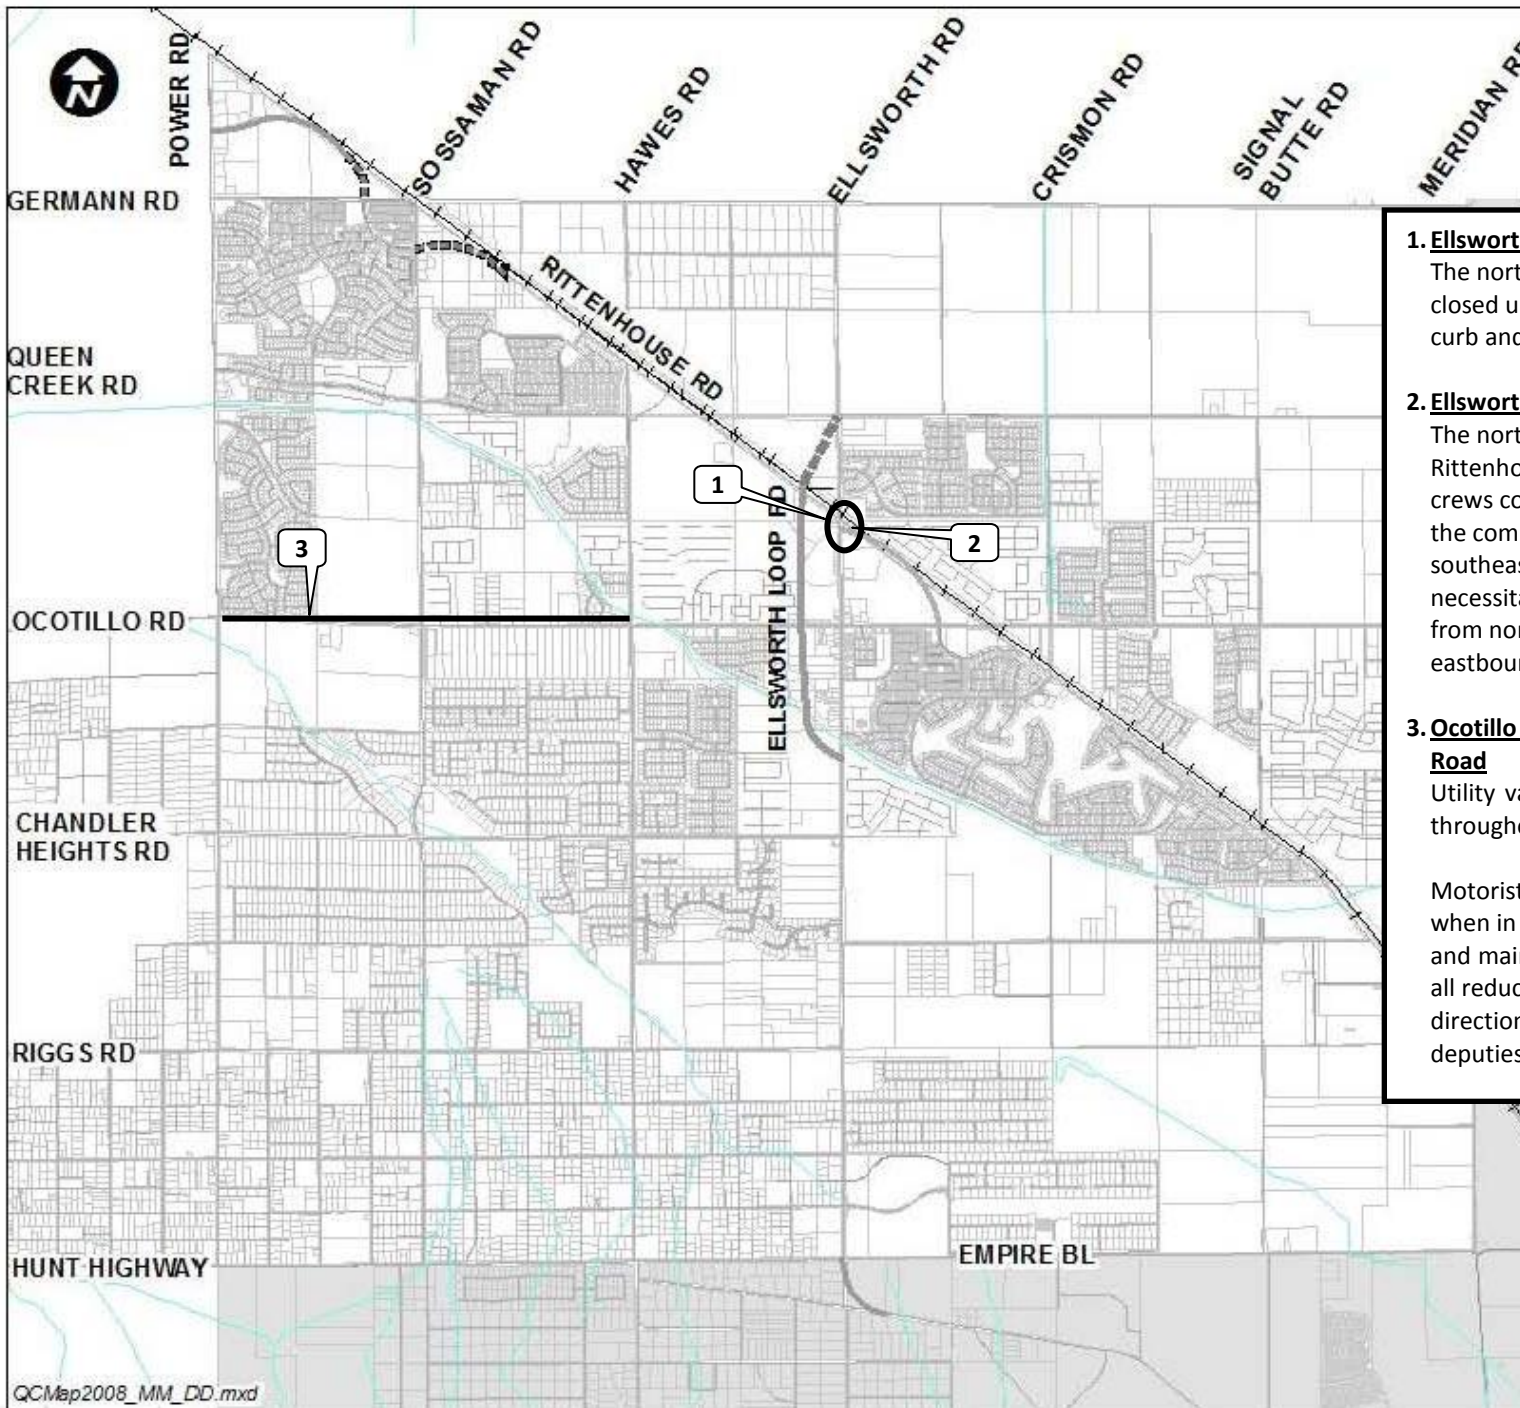 N
POWER RD
SOSSAMAN RD
HAWES RD
ELLSWORTH RD
CRISMON RD
SIGNAL
BUTTE RD
MERIDIAN
GERMANN RD
RITTENHOUSE RD
QUEEN
CREEK RD
1
2
3
ELLSWORTH LOOP RD
OCOTILLO RD
CHANDLER
HEIGHTS RD
RIGGS RD
HUNT HIGHWAY
EMPIRE BL
QCMap2008_MM_DD.mxd
1. Ellswort
The nort
closed u
curb and
2. Ellswort
The nort
Rittenho
crews co
the com
southeas
necessita
from nor
eastbour
3. Ocotillo
Road
Utility va
througho
Motorist
when in
and mair
all reduc
direction
deputies